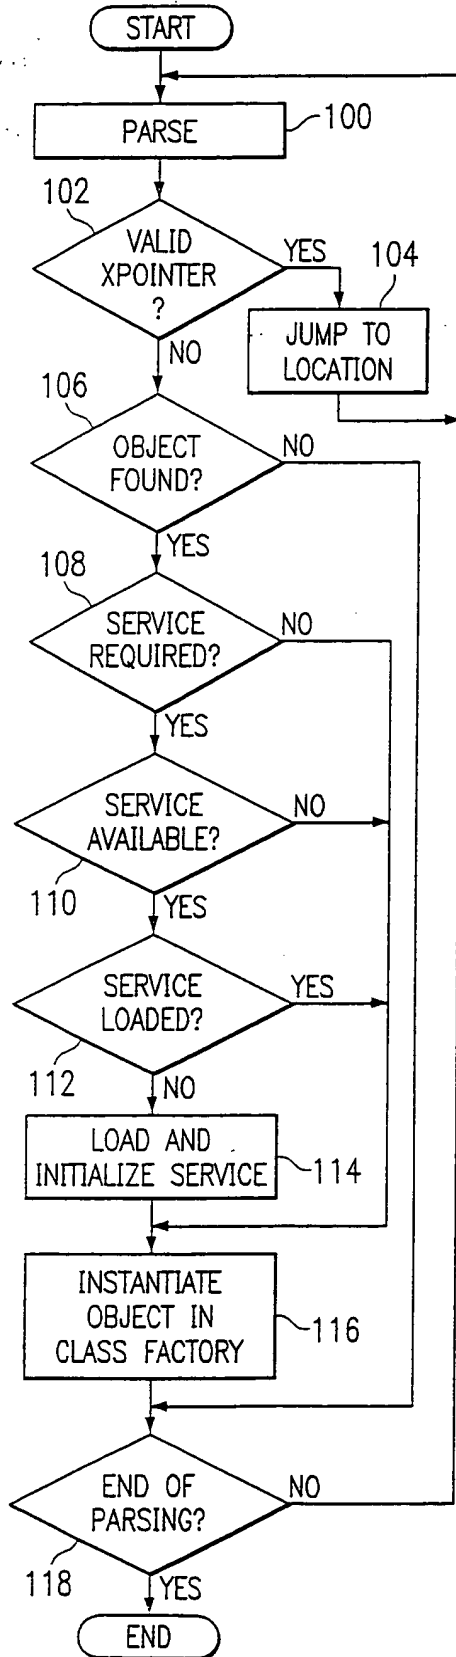 START
PARSE
100
102
VALID
XPOINTER
?
YES
104
JUMP TO
LOCATION
NO
106
OBJECT
FOUND?
NO
YES
108
SERVICE
REQUIRED?
NO
YES
SERVICE
AVAILABLE?
NO
110
YES
SERVICE
LOADED?
YES
112
NO
LOAD AND
INITIALIZE SERVICE
114
INSTANTIATE
OBJECT IN
CLASS FACTORY
116
END OF
PARSING?
NO
118
YES
END